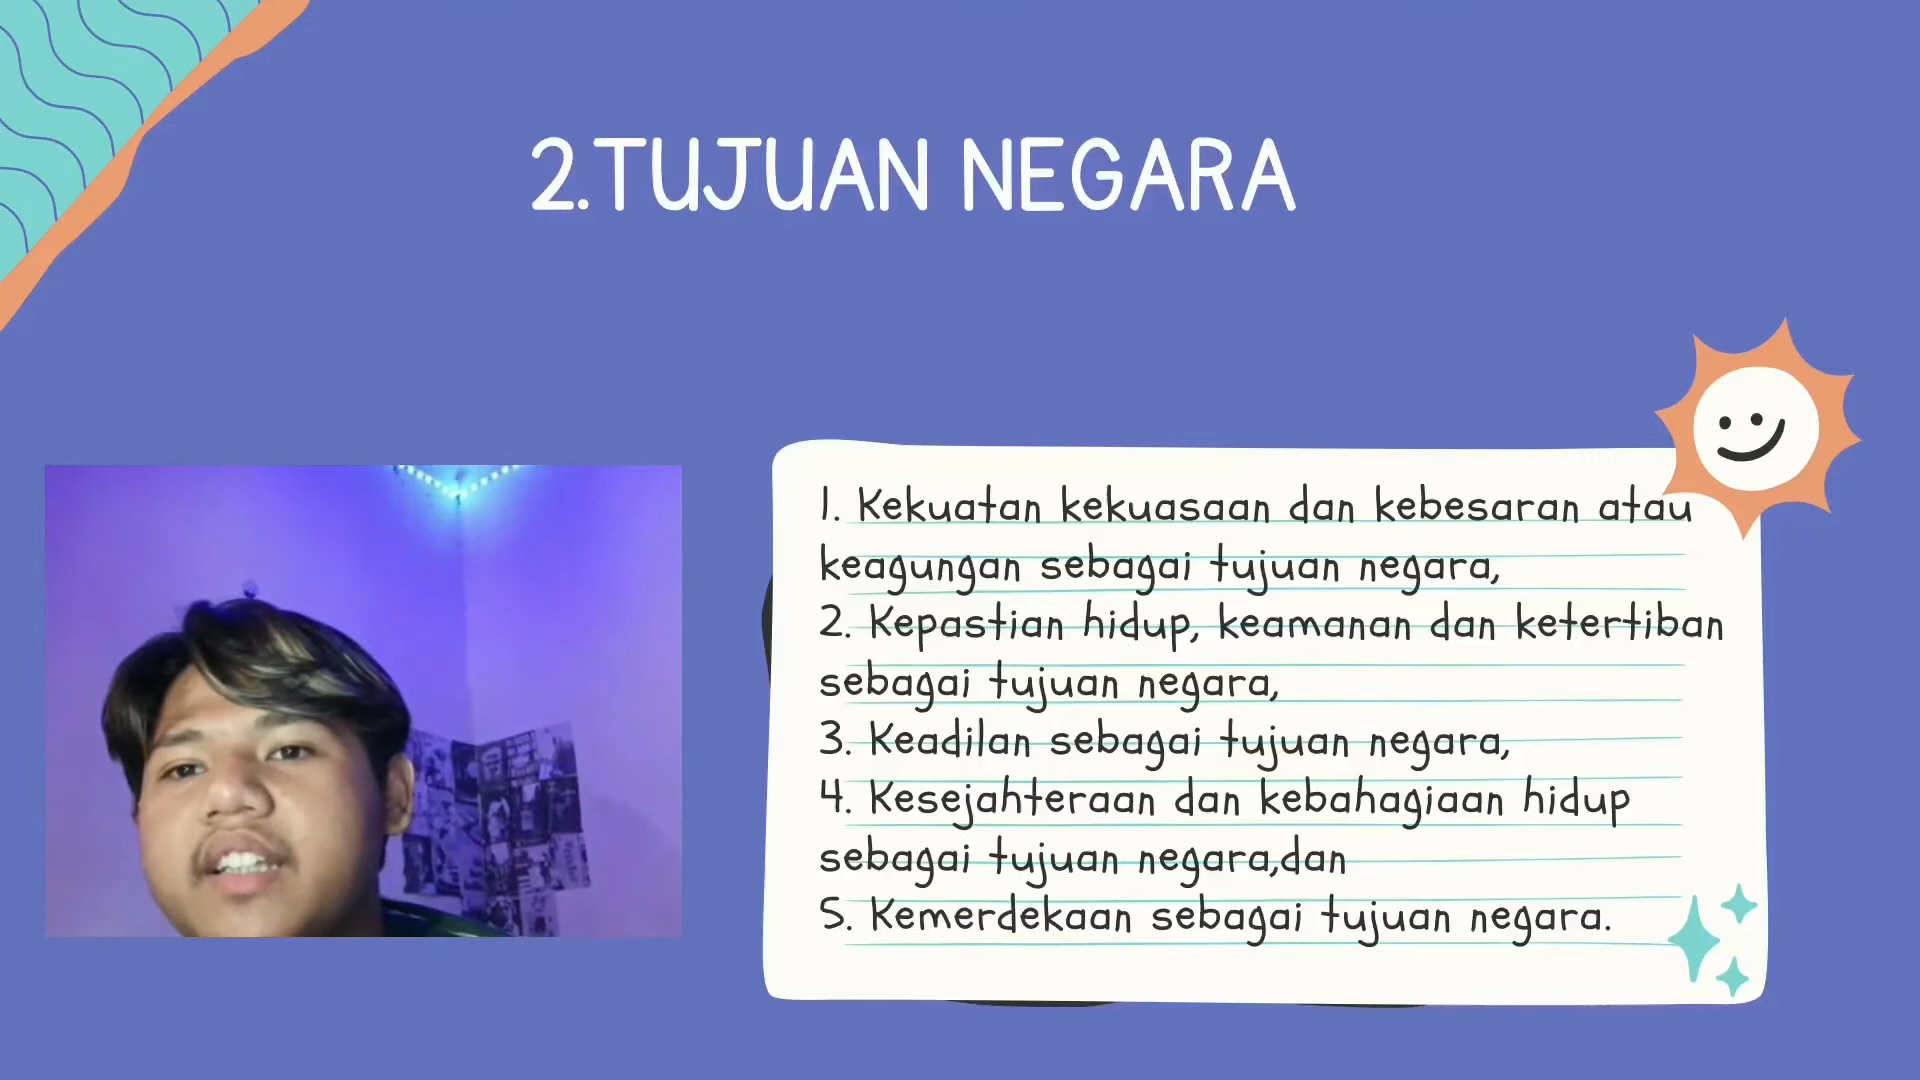 2.TUJUAN NEGARA
1. Kekuatan kekuasaan dan kebesaran atau
keagungan sebagai tujuan negara,
2. Kepastian hidup, keamanan dan ketertiban
sebagai tujuan negara,
3. Keadilan sebagai tujuan negara,
4. Kesejahteraan dan kebahagiaan hidup
sebagai tujuan negara,dan
5. Kemerdekaan sebagai tujuan negara.